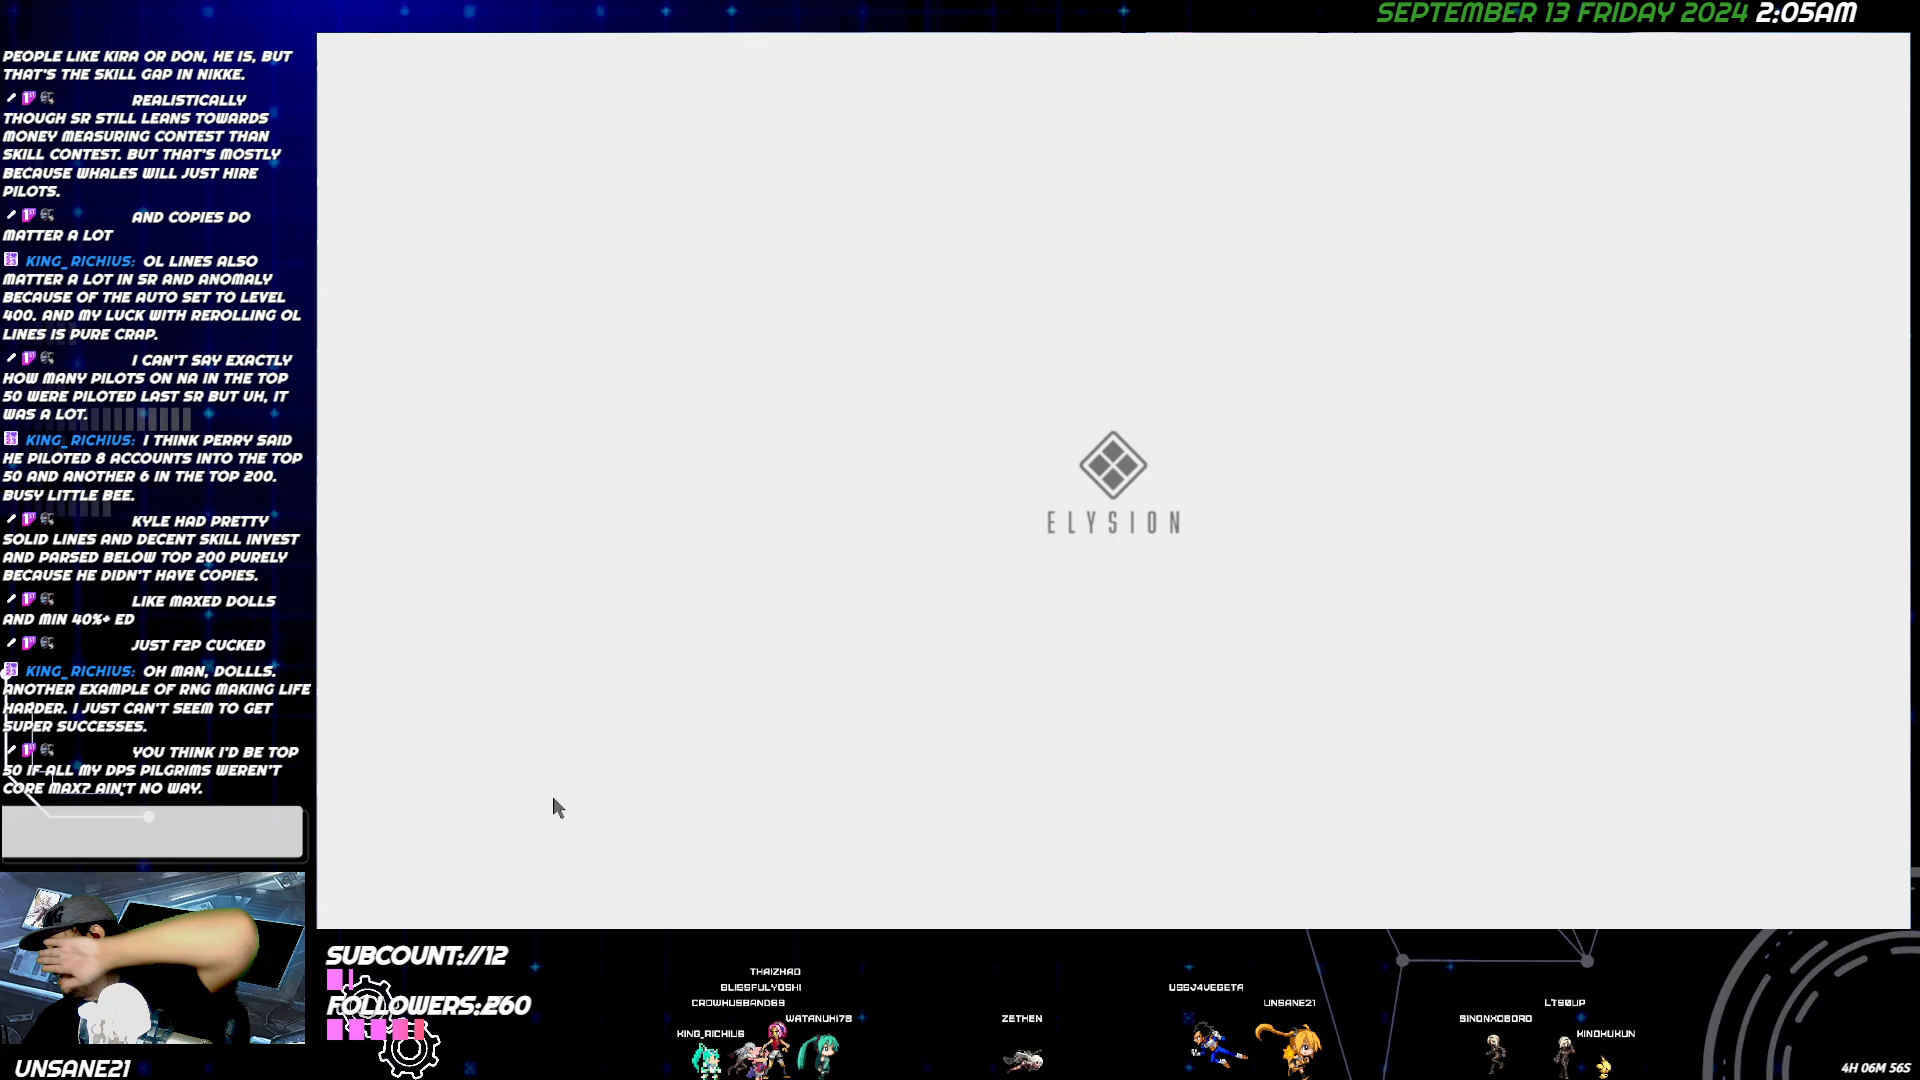 SEPTEMBER 13 FRIDAY 2024 2:05AM
PEOPLE LIKE KIRA OR DON, HE IS, BUT
THAT'S THE SKILL GAP IN NIKKE.
REALISTICALLY
THOUGH SR STILL LEANS TOWARDS
MONEY MEASURING CONTEST THAN
SKILL CONTEST. BUT THAT'S MOSTLY
BECAUSE WHALES WILL JUST HIRE
PILOTS.
AND COPIES DO
MATTER A LOT
KING_RICHIUS: OL LINES ALSO
MATTER A LOT IN SR AND ANOMALY
BECAUSE OF THE AUTO SET TO LEVEL
400. AND MY LUCK WITH REROLLING OL
LINES IS PURE CRAP.
I CAN'T SAY EXACTLY
HOW MANY PILOTS ON NA IN THE TOP
50 WERE PILOTED LAST SR BUT UH, IT
WAS A LOT.
KING_RICHIUS: I THINK PERRY SAID
HE PILOTED 8 ACCOUNTS INTO THE TOP
50 AND ANOTHER 6 IN THE TOP 200.
BUSY LITTLE BEE.
KYLE HAD PRETTY
SOLID LINES AND DECENT SKILL INVEST
AND PARSED BELOW TOP 200 PURELY
BECAUSE HE DIDN'T HAVE COPIES.
LIKE MAXED DOLLS
AND MIN 40%+ ED
JUST F2P CUCKED
KING_RICHIUS: OH MAN, DOLLLS.
ANOTHER EXAMPLE OF RNG MAKING LIFE
HARDER. I JUST CAN'T SEEM TO GET
SUPER SUCCESSES.
YOU THINK I'D BE TOP
50 IF ALL MY DPS PILGRIMS WEREN'T
CORE MAX? AIN'T NO WAY.
ELYSION
SUBCOUNT://12
FOLLOWERS:
UNSANE21
THAIZHAO
BLISSFULYOSHI
CROWHUSBAND69
WATANUKI78
KING_RICHIUS
ZETHEN
USSJ4VEGETA
UNSANE21
SINONXOBORO
LTSOUP
KINOKUKUN
4H 06M 56S